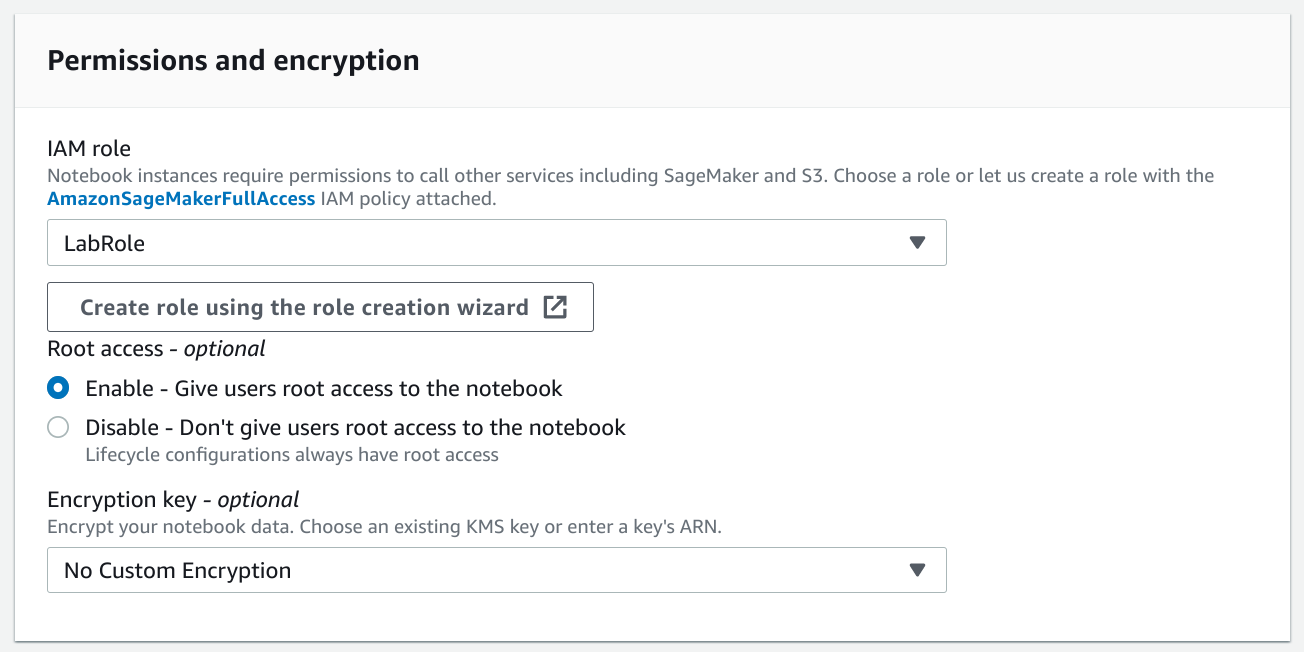 Permissions and encryption
IAM role
Notebook instances require permissions to call other services including SageMaker and S3. Choose a role or let us create a role with the
AmazonSageMakerFullAccess IAM policy attached.
LabRole
Create role using the role creation wizard
Root access - optional
Enable - Give users root access to the notebook
Disable - Don't give users root access to the notebook
Lifecycle configurations always have root access
Encryption key - optional
Encrypt your notebook data. Choose an existing KMS key or enter a key's ARN.
No Custom Encryption